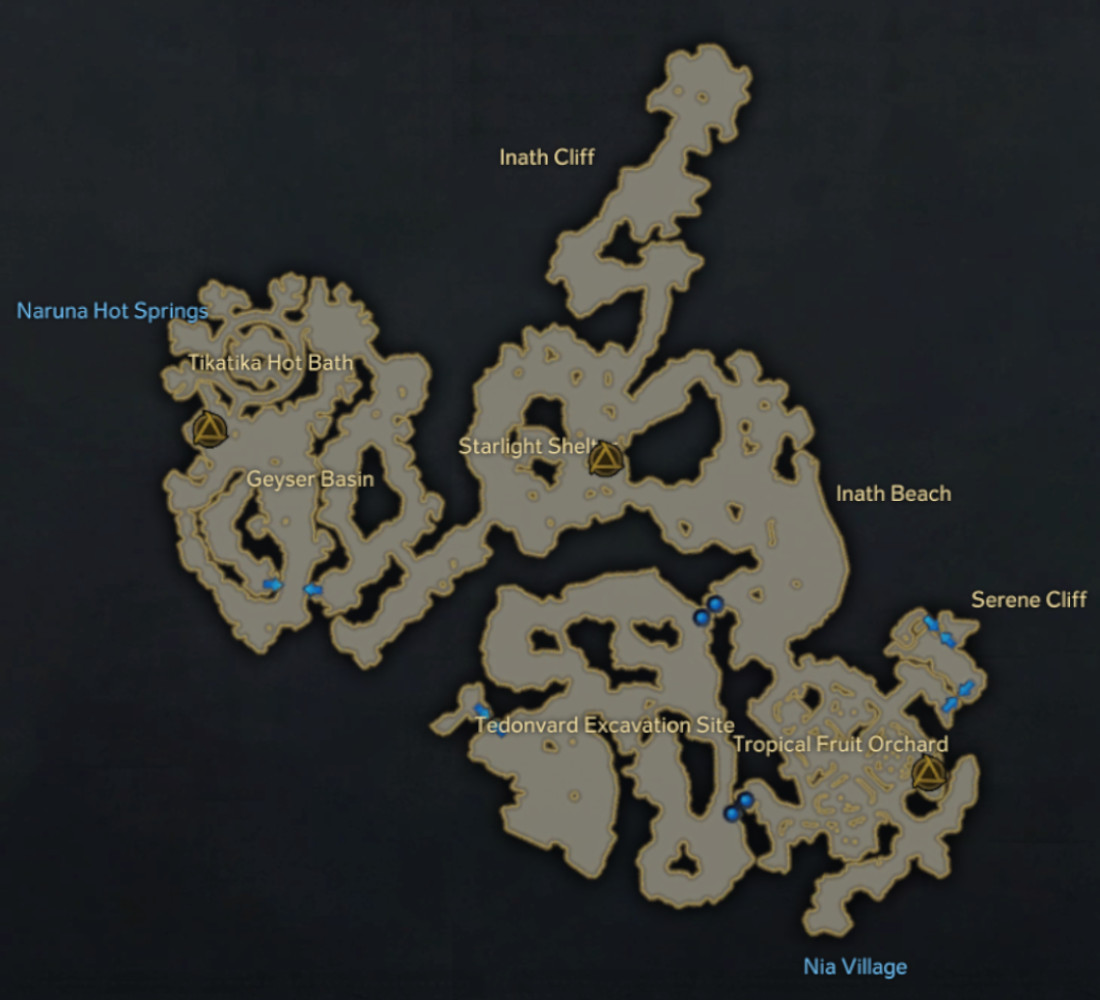 Inath Cliff
Naruna Hot Springs
Tikatika Hot Bath
Starlight Shelt
Geyser Basin
Inath Beach
Serene Cliff
Tedonvard Excavation Site
Tropical Fruit Orchard
Nia Village